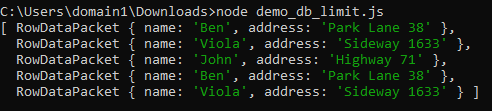 C:\Users\domain1\Downloads>node demo_db_limit.js
[ RowDataPacket { name: 'Ben', address: 'Park Lane 38' },
  RowDataPacket { name: 'Viola', address: 'Sideway 1633' },
  RowDataPacket { name: 'John', address: 'Highway 71' },
  RowDataPacket { name: 'Ben', address: 'Park Lane 38' },
  RowDataPacket { name: 'Viola', address: 'Sideway 1633' } ]